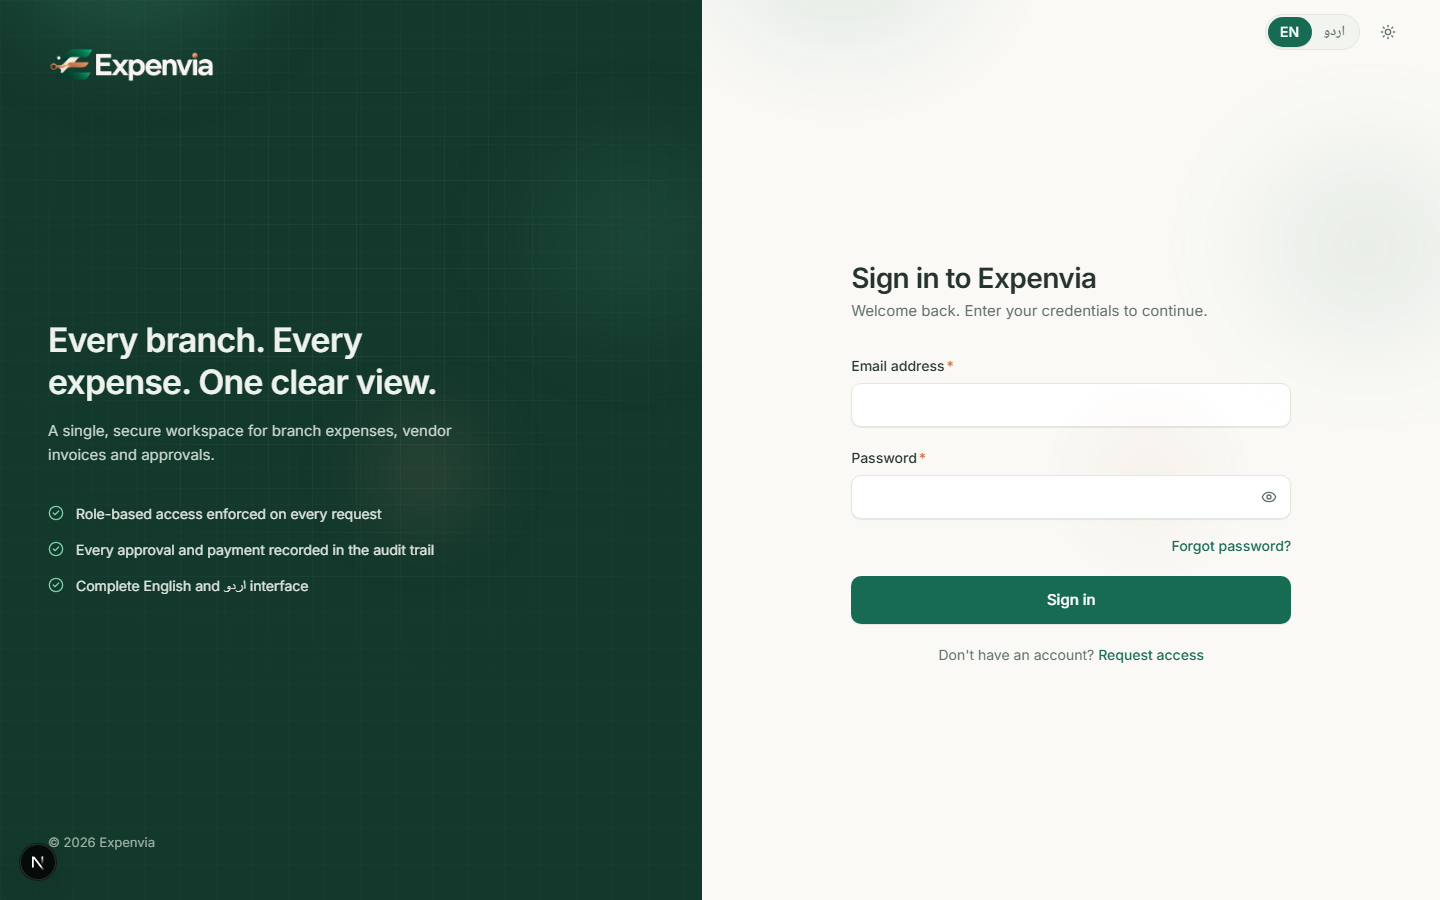 Expenvia
EN
اردو
Every branch. Every
expense. One clear view.
A single, secure workspace for branch expenses, vendor
invoices and approvals.
Role-based access enforced on every request
Every approval and payment recorded in the audit trail
Complete English and اردو interface
© 2026 Expenvia
N
Sign in to Expenvia
Welcome back. Enter your credentials to continue.
Email address*
Password*
Forgot password?
Sign in
Don't have an account? Request access